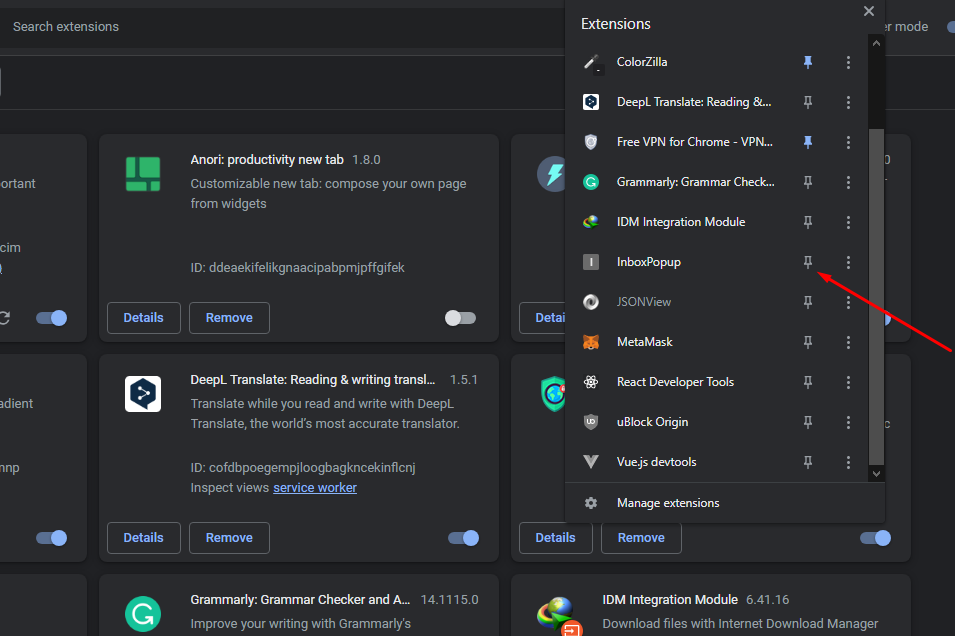 Search extensions
er mode
ortant
cim
Anori: productivity new tab 1.8.0
Customizable new tab: compose your own page
from widgets
ID: ddeaekifelikgnaacipabpmjpffgifek
Details
Remove
0
Detai
adient
nnp
DeepL Translate: Reading & writing transl... 1.5.1
Translate while you read and write with DeepL
Translate, the world's most accurate translator.
ID: cofdbpoegempjloogbagkncekinflcnj
Inspect views service worker
Details
Remove
c
Details
Remove
Grammarly: Grammar Checker and A... 14.1115.0
Improve your writing with Grammarly's
IDM Integration Module 6.41.16
Download files with Internet Download Manager
Extensions
ColorZilla
DeepL Translate: Reading &...
Free VPN for Chrome - VPN...
Grammarly: Grammar Check...
IDM Integration Module
I
InboxPopup
JSONView
MetaMask
React Developer Tools
uBlock Origin
Vue.js devtools
Manage extensions